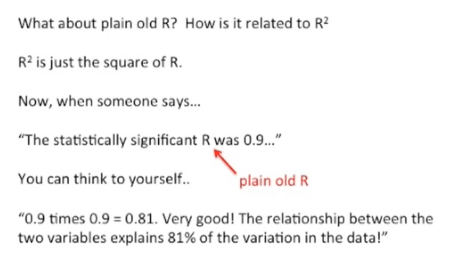 What about plain old R? How is it related to R²
R² is just the square of R.
Now, when someone says...
“The statistically significant R was 0.9...”
You can think to yourself..
plain old R
“0.9 times 0.9 = 0.81. Very good! The relationship between the
two variables explains 81% of the variation in the data!”